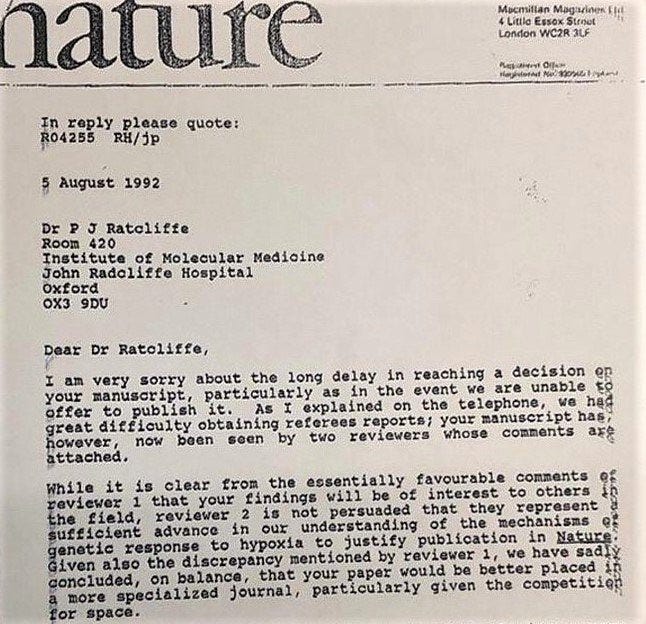 nature
Macmillan Magazines Ltd
4 Little Essex Street
London WC2R 3LF
Registered Office
Registered No. England
In reply please quote:
R04255 RH/jp
5 August 1992
Dr P J Ratcliffe
Room 420
Institute of Molecular Medicine
John Radcliffe Hospital
Oxford
OX3 9DU
Dear Dr Ratcliffe,
I am very sorry about the long delay in reaching a decision on
your manuscript, particularly as in the event we are unable to
offer to publish it. As I explained on the telephone, we had
great difficulty obtaining referees reports; your manuscript has,
however, now been seen by two reviewers whose comments are
attached.
While it is clear from the essentially favourable comments of
reviewer 1 that your findings will be of interest to others in
the field, reviewer 2 is not persuaded that they represent
sufficient advance in our understanding of the mechanisms of
genetic response to hypoxia to justify publication in Nature.
Given also the discrepancy mentioned by reviewer 1, we have sadly
concluded, on balance, that your paper would be better placed in
a more specialized journal, particularly given the competition
for space.